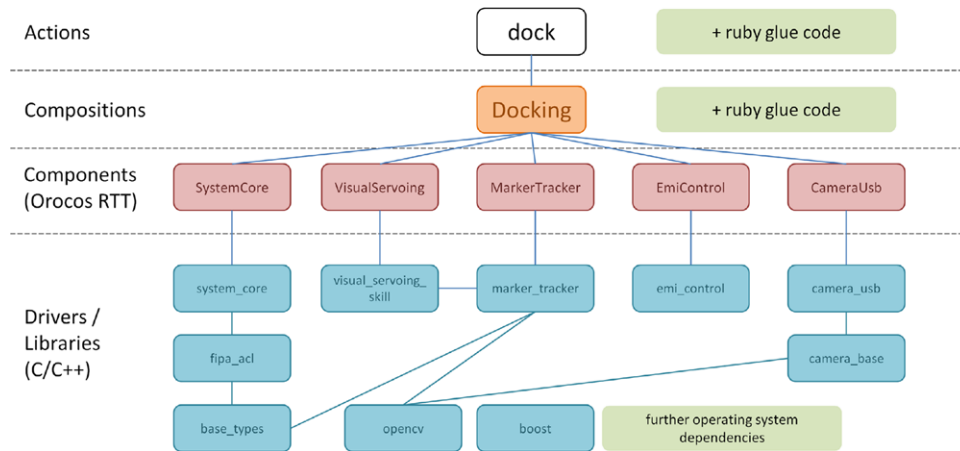 Actions
dock
+ ruby glue code
Compositions
Docking
+ ruby glue code
Components
(Orocos RTT)
SystemCore
VisualServoing
MarkerTracker
EmiControl
CameraUsb
Drivers /
Libraries
(C/C++)
system_core
visual_servoing_
skill
marker_tracker
emi_control
camera_usb
fipa_acl
camera_base
base_types
opencv
boost
further operating system
dependencies